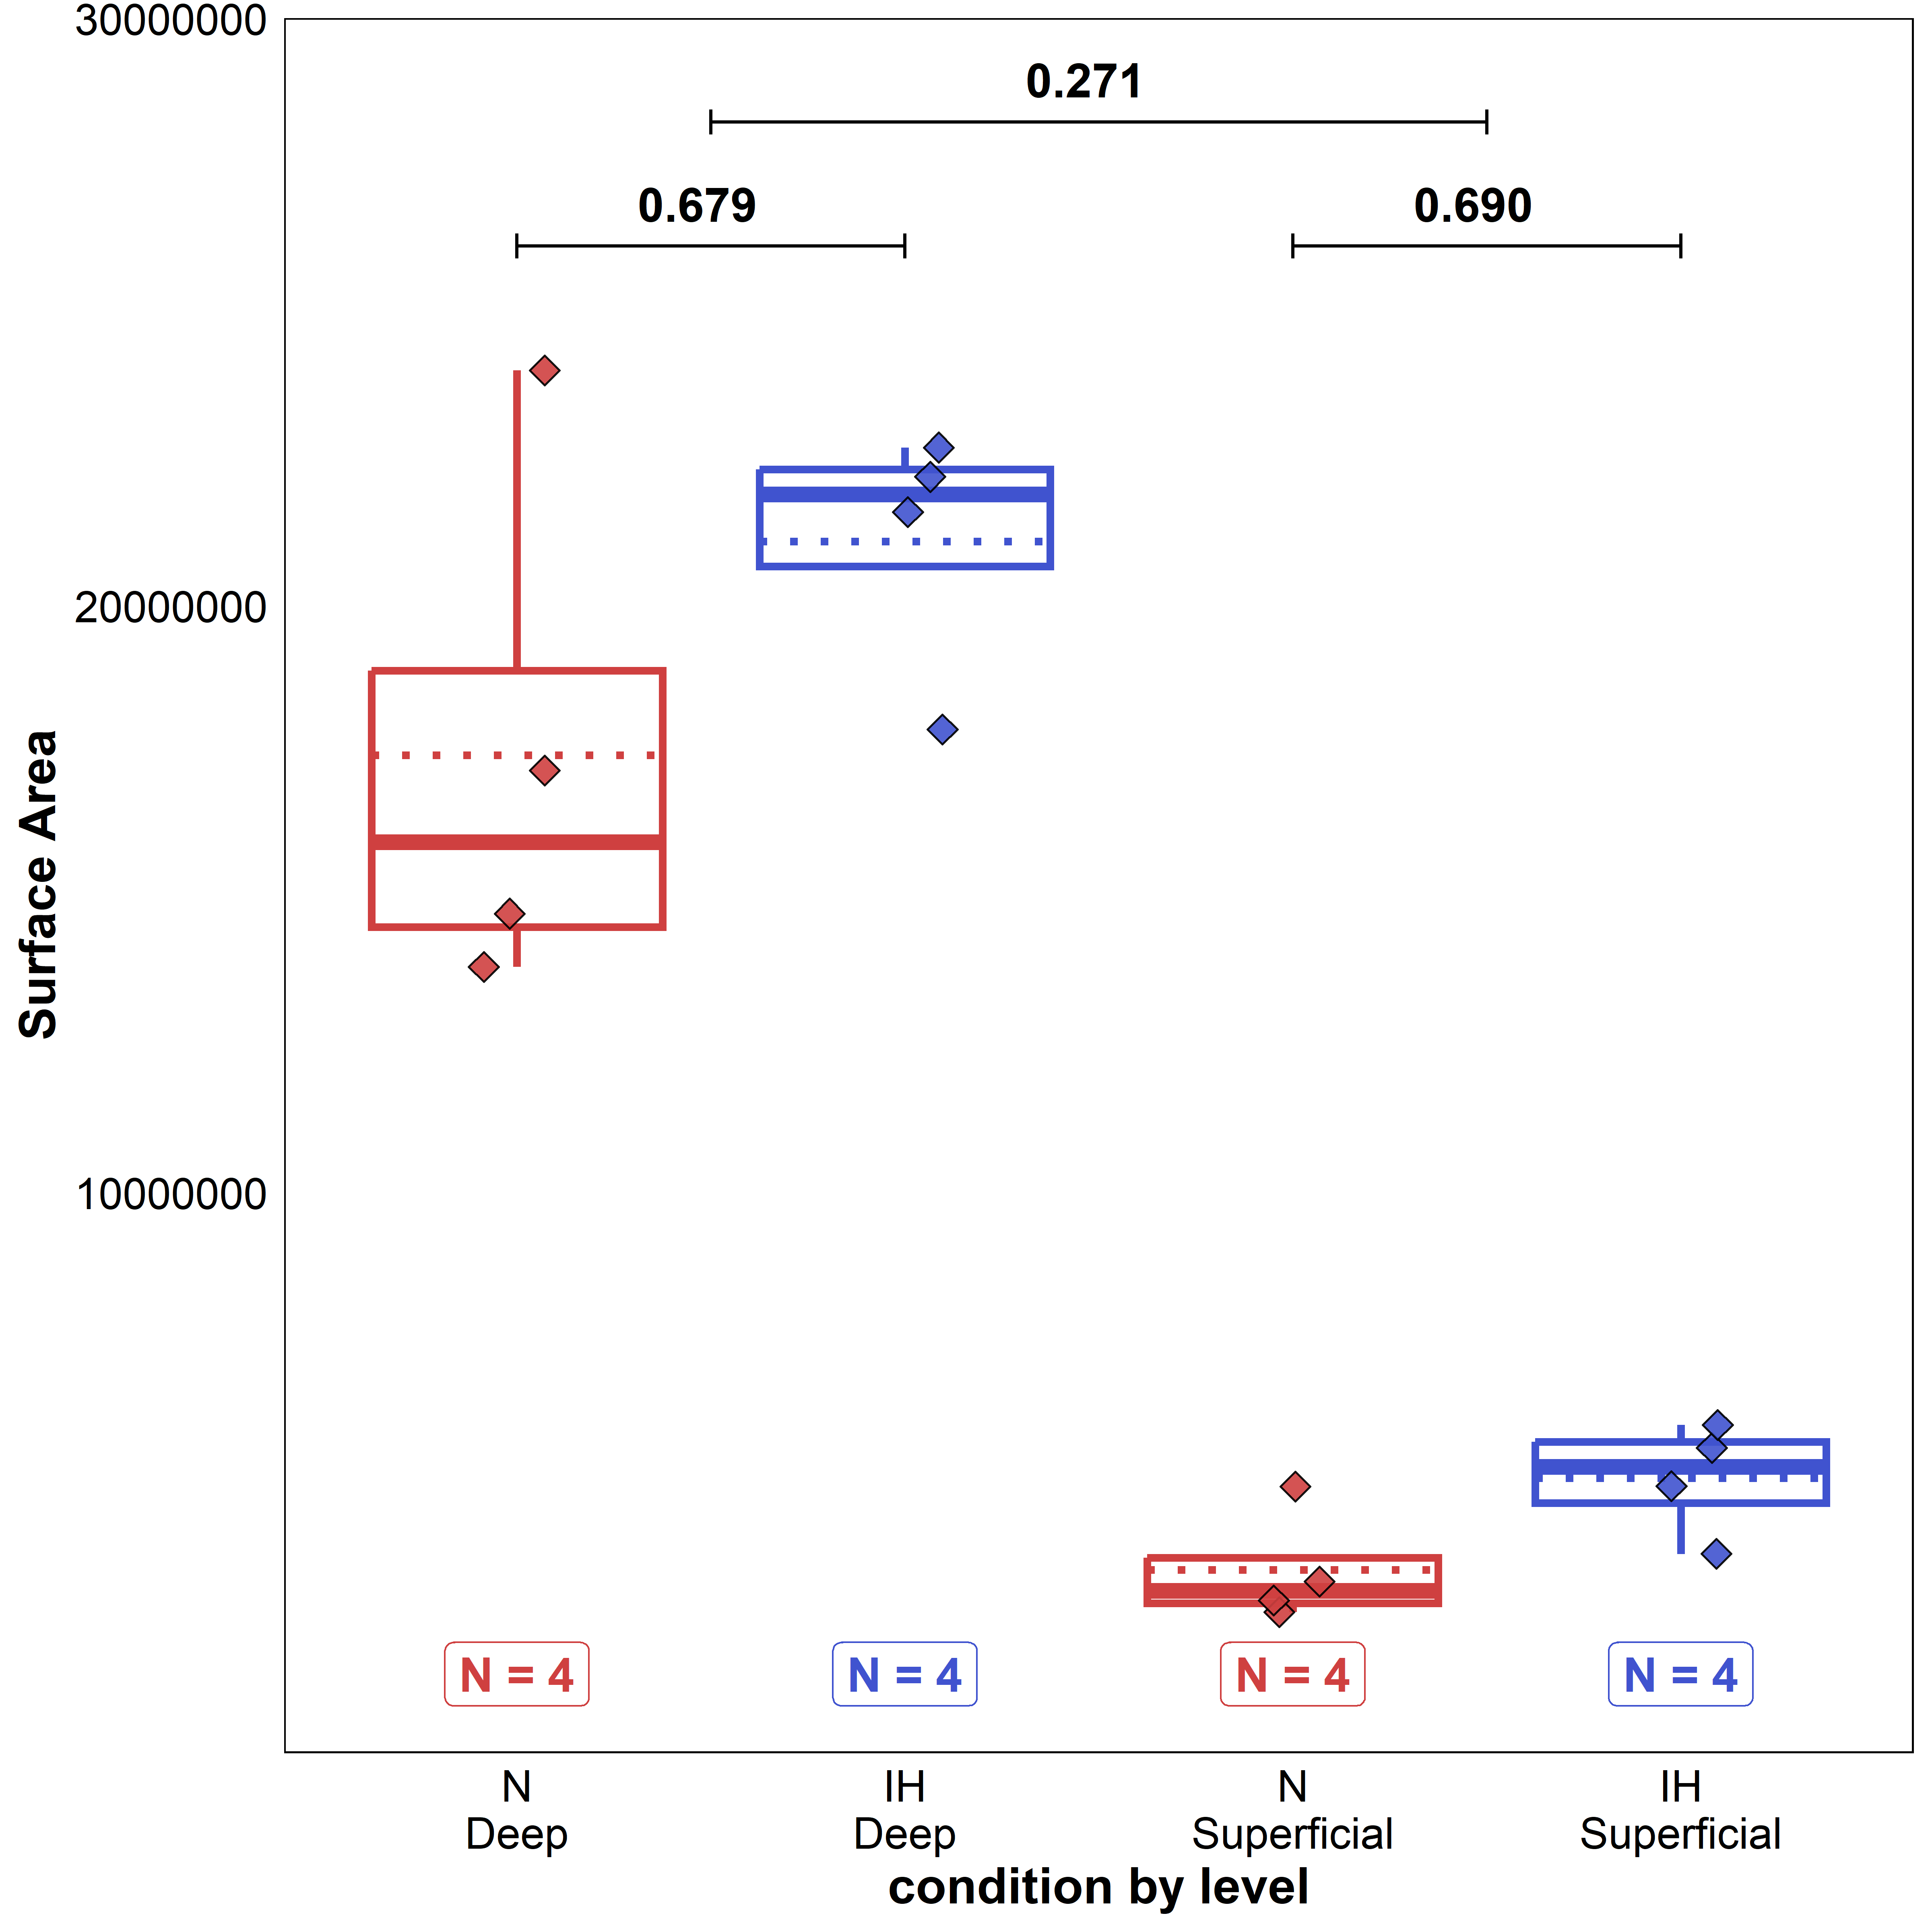 30000000
0.271
0.679
0.690
20000000
Surface Area
10000000
N = 4
N = 4
N = 4
N = 4
N
Deep
IH
Deep
N
Superficial
IH
Superficial
condition by level